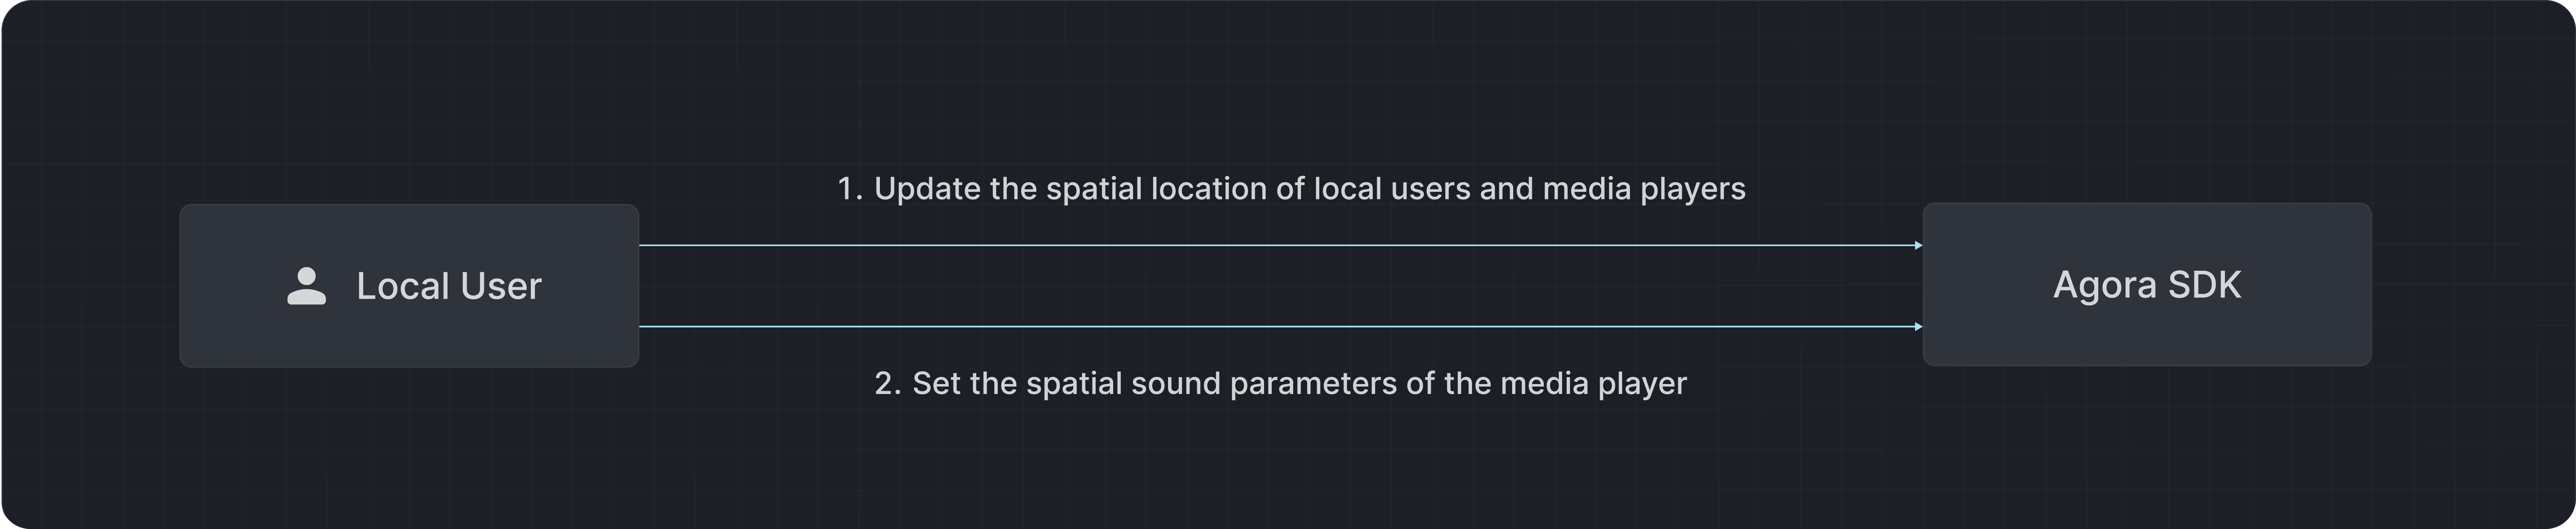 1. Update the spatial location of local users and media players
Local User
Agora SDK
2. Set the spatial sound parameters of the media player